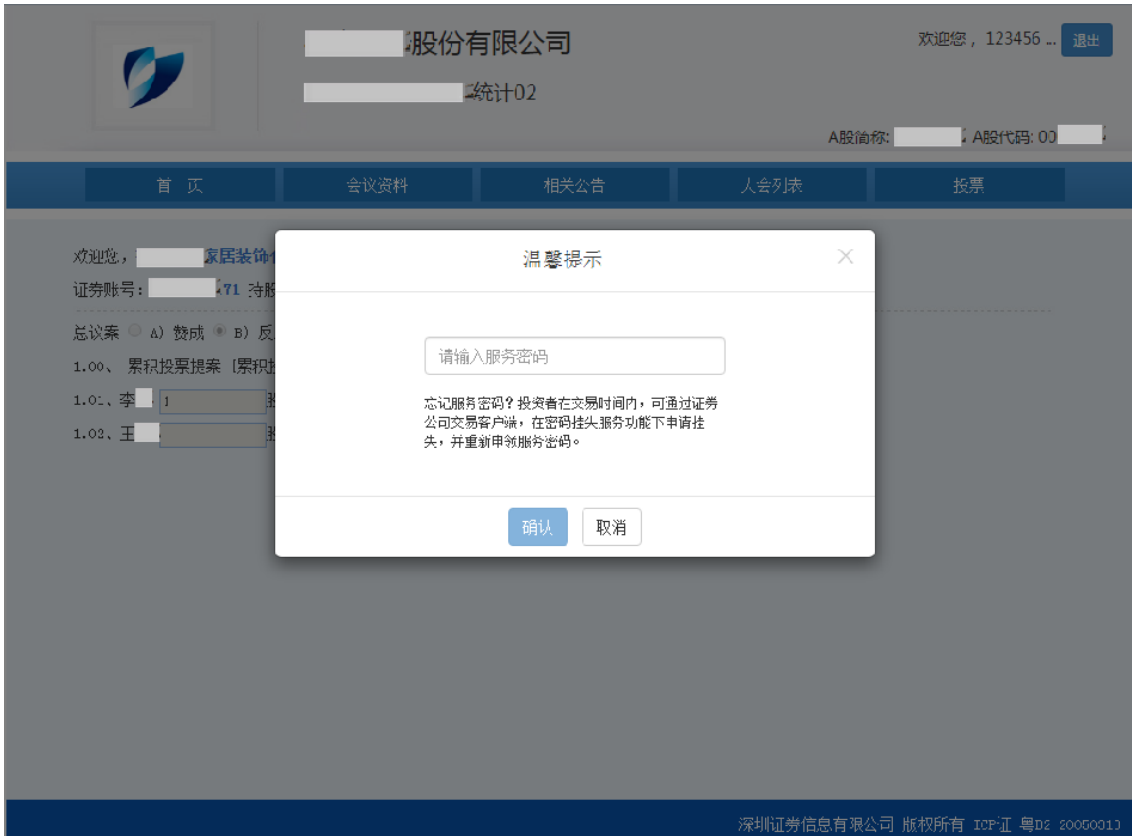 股份有限公司
欢迎您，123456 … 退出
统计02
A股简称: A股代码: 00
首 页 会议资料 相关公告 大会列表 投票
欢迎您， 家居装饰
证券账号: 71 持股
总议案 A) 赞成 B) 反
1.00、 累积投票提案 [累积投
1.01、李 1
1.02、王
温馨提示
×
请输入服务密码
忘记服务密码？投资者在交易时间内，可通过证券
公司交易客户端，在密码挂失服务功能下申请挂
失，并重新申领服务密码。
确认 取消
深圳证券信息有限公司 版权所有 ICP证 粤B2 20050313